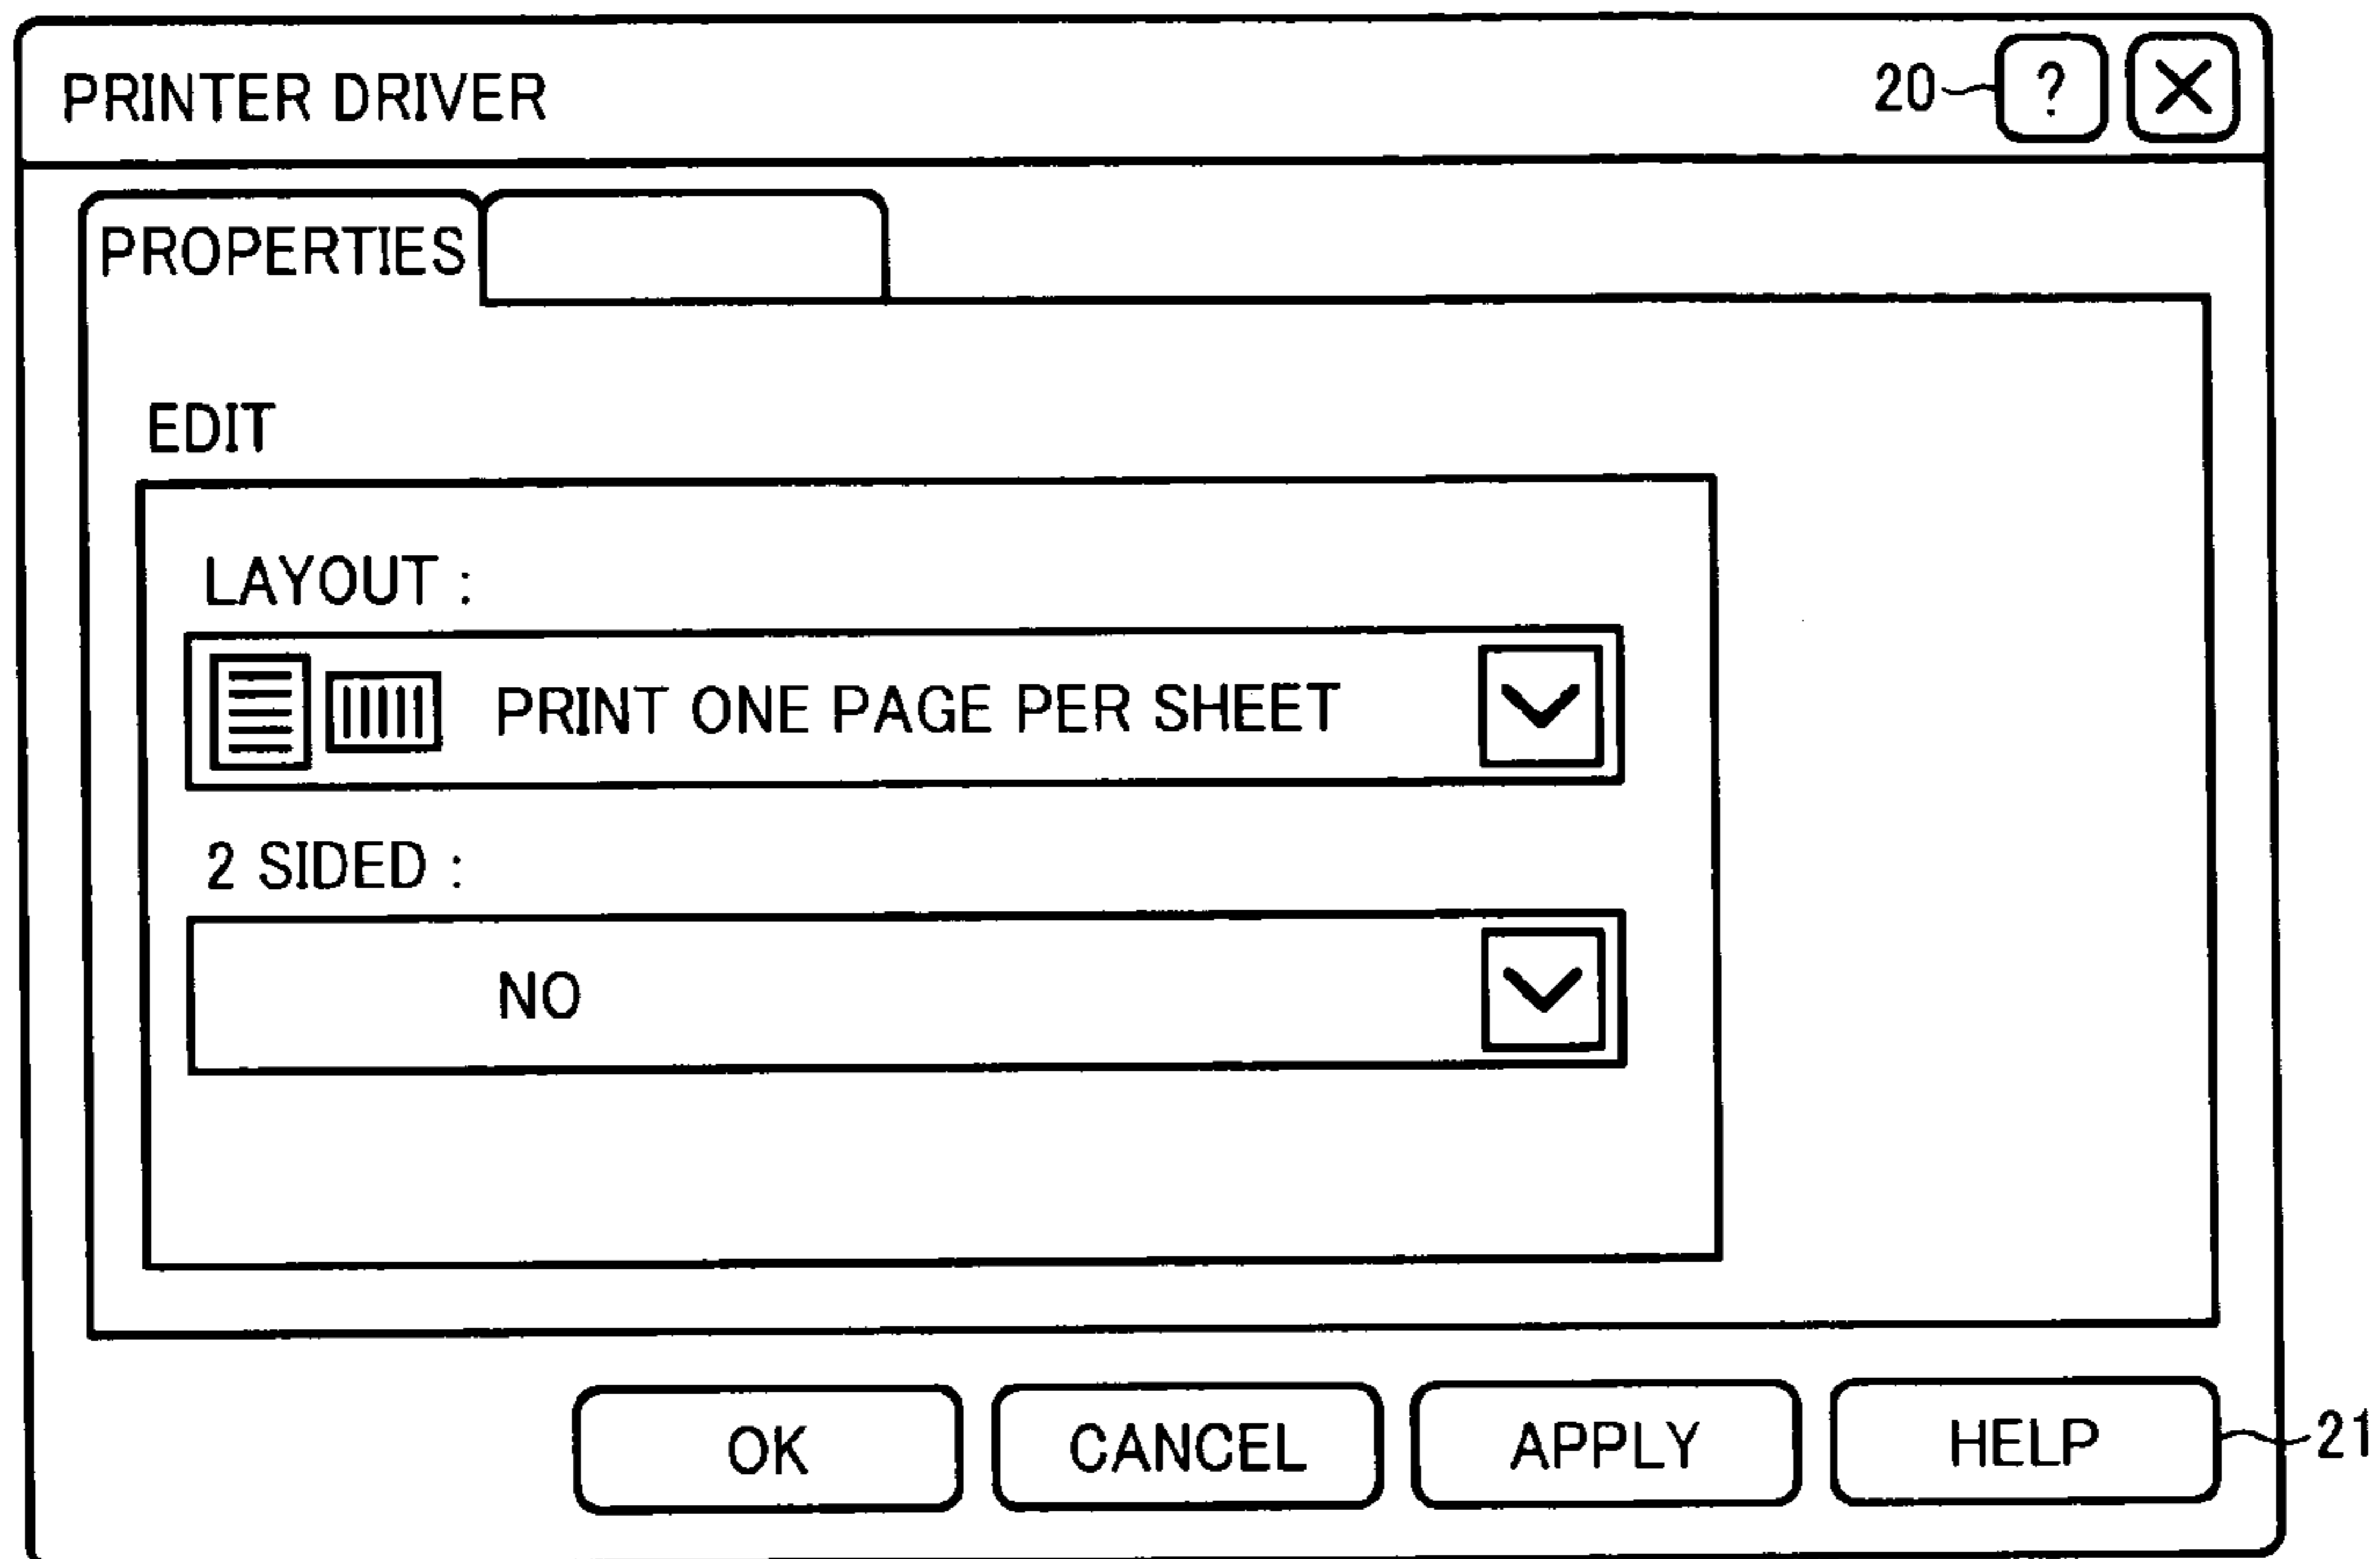 PRINTER DRIVER 20 ? X
PROPERTIES
EDIT
LAYOUT :
PRINT ONE PAGE PER SHEET
2 SIDED :
NO
OK CANCEL APPLY HELP 21